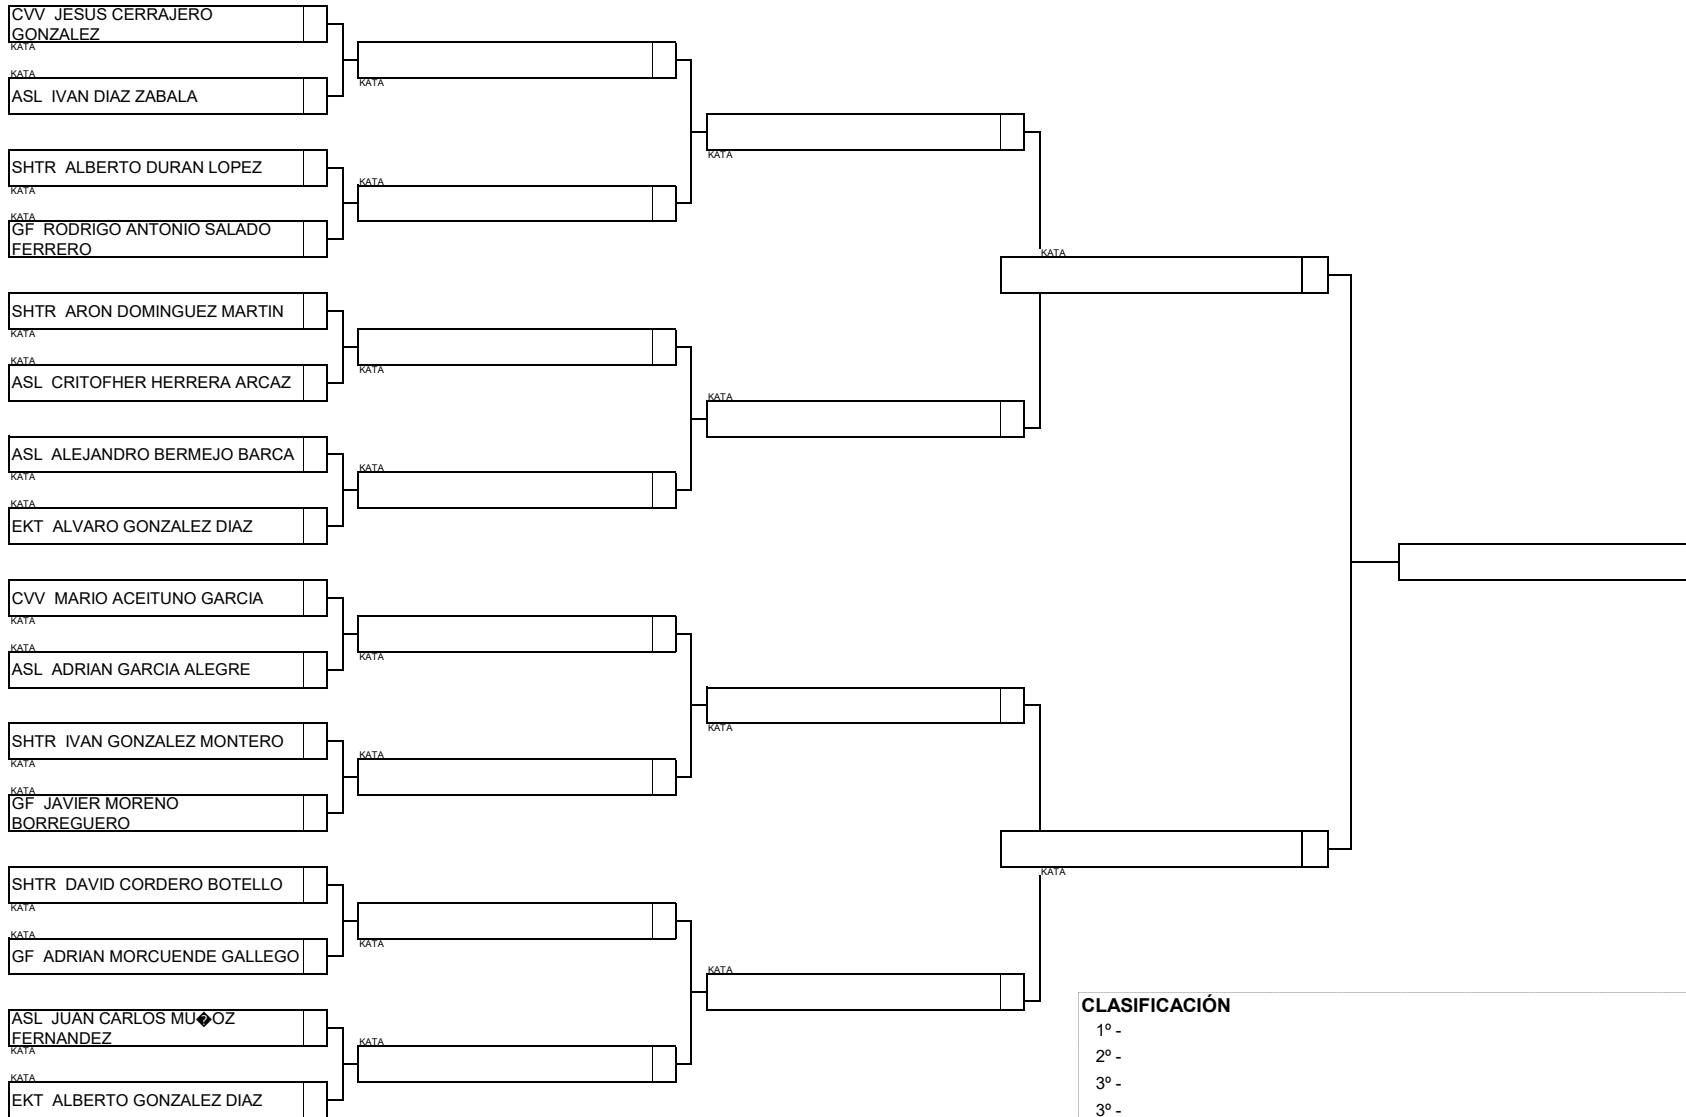 CVV JESUS CERRAJERO
GONZALEZ
KATA
KATA
ASL IVAN DIAZ ZABALA
SHTR ALBERTO DURAN LOPEZ
KATA
KATA
GF RODRIGO ANTONIO SALADO
FERRERO
SHTR ARON DOMINGUEZ MARTIN
KATA
KATA
ASL CRITOFHER HERRERA ARCAZ
ASL ALEJANDRO BERMEJO BARCA
KATA
KATA
EKT ALVARO GONZALEZ DIAZ
CVV MARIO ACEITUNO GARCIA
KATA
KATA
ASL ADRIAN GARCIA ALEGRE
SHTR IVAN GONZALEZ MONTERO
KATA
KATA
GF JAVIER MORENO
BORREGUERO
SHTR DAVID CORDERO BOTELLO
KATA
KATA
GF ADRIAN MORCUENDE GALLEGO
ASL JUAN CARLOS MU�OZ
FERNANDEZ
KATA
KATA
EKT ALBERTO GONZALEZ DIAZ
KATA
KATA
KATA
KATA
KATA
KATA
KATA
KATA
KATA
KATA
KATA
KATA
KATA
KATA
CLASIFICACIÓN
1º -
2º -
3º -
3º -